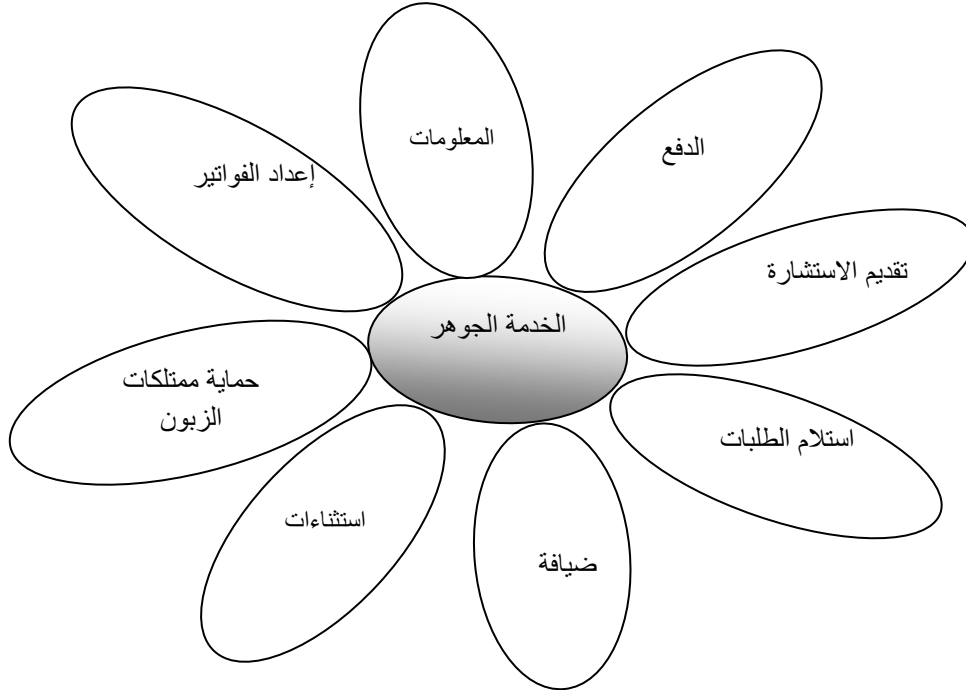 المعلومات
الدفع
إعداد الفواتير
تقديم الاستشارة
الخدمة الجوهر
حماية ممتلكات
الزبون
استلام الطلبات
استثناءات
ضيافة